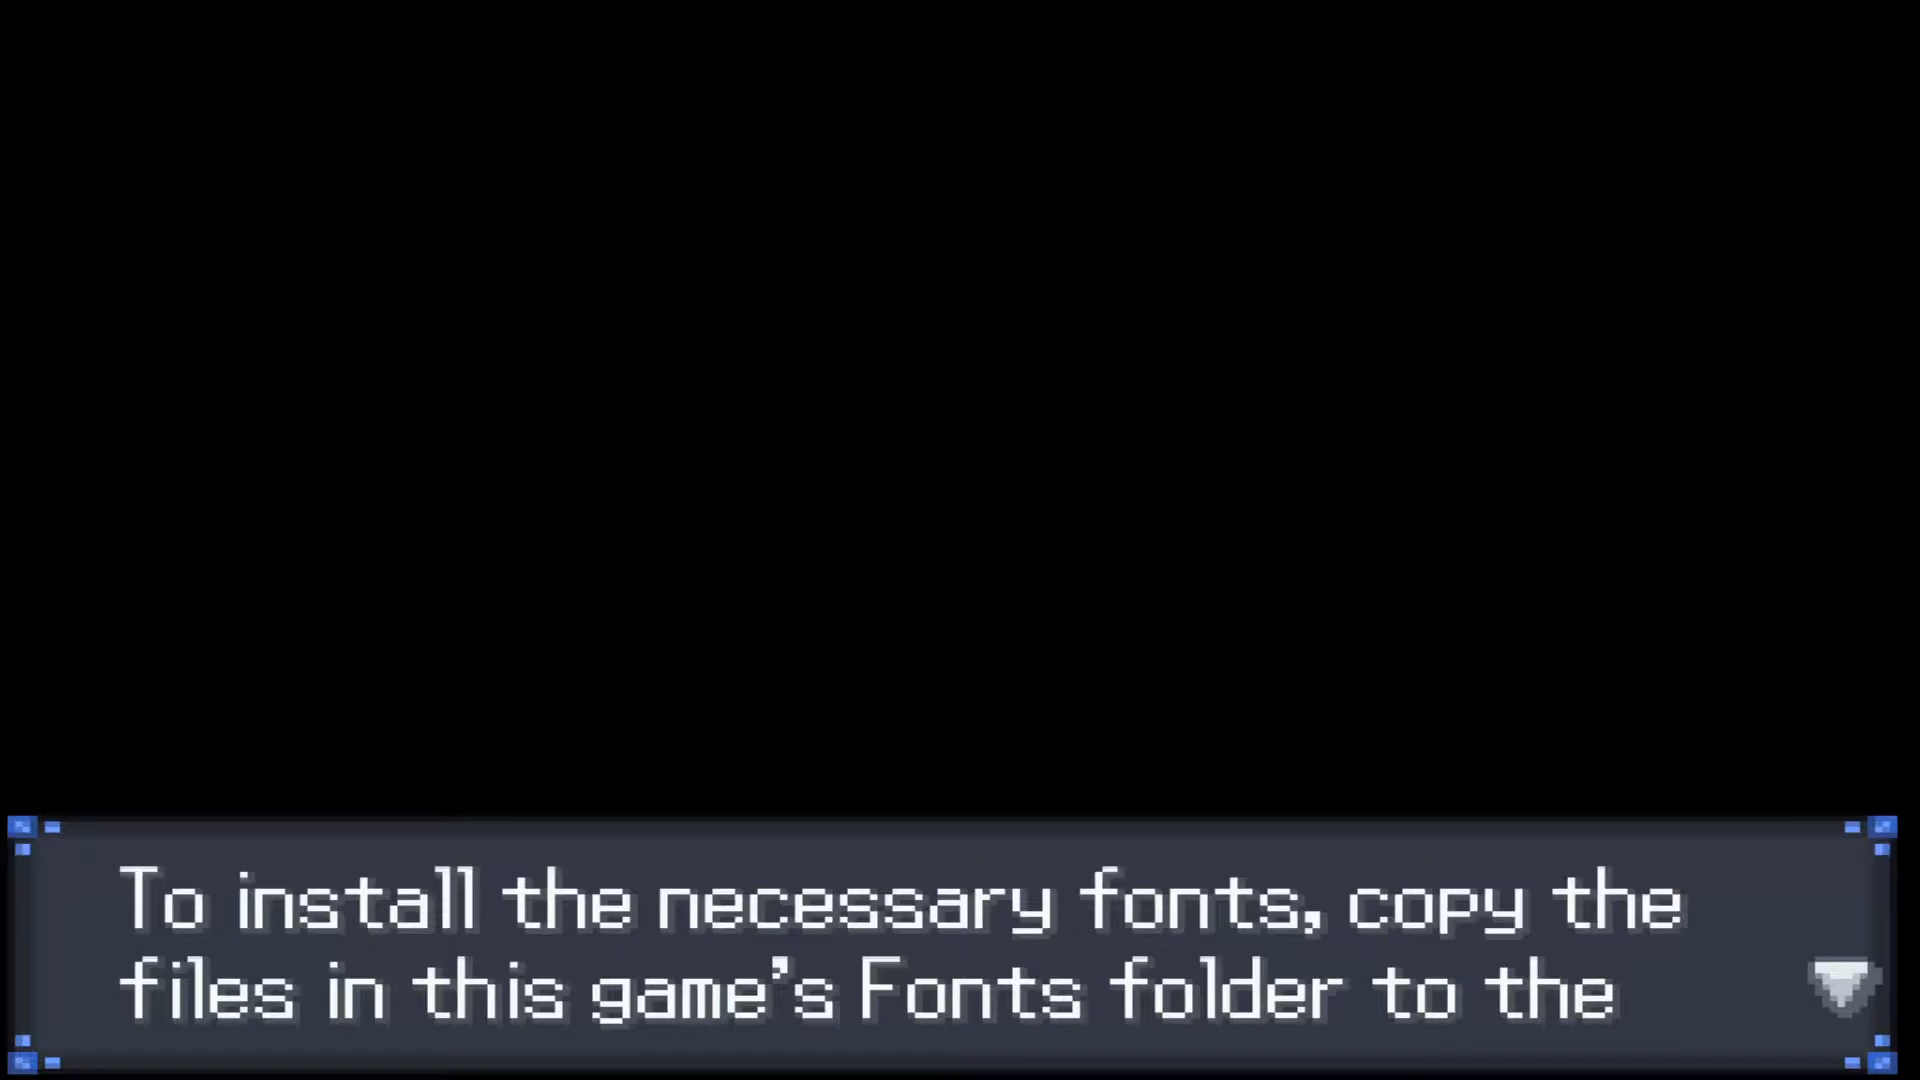 To install the necessary fonts, copy the
files in this game's Fonts folder to the